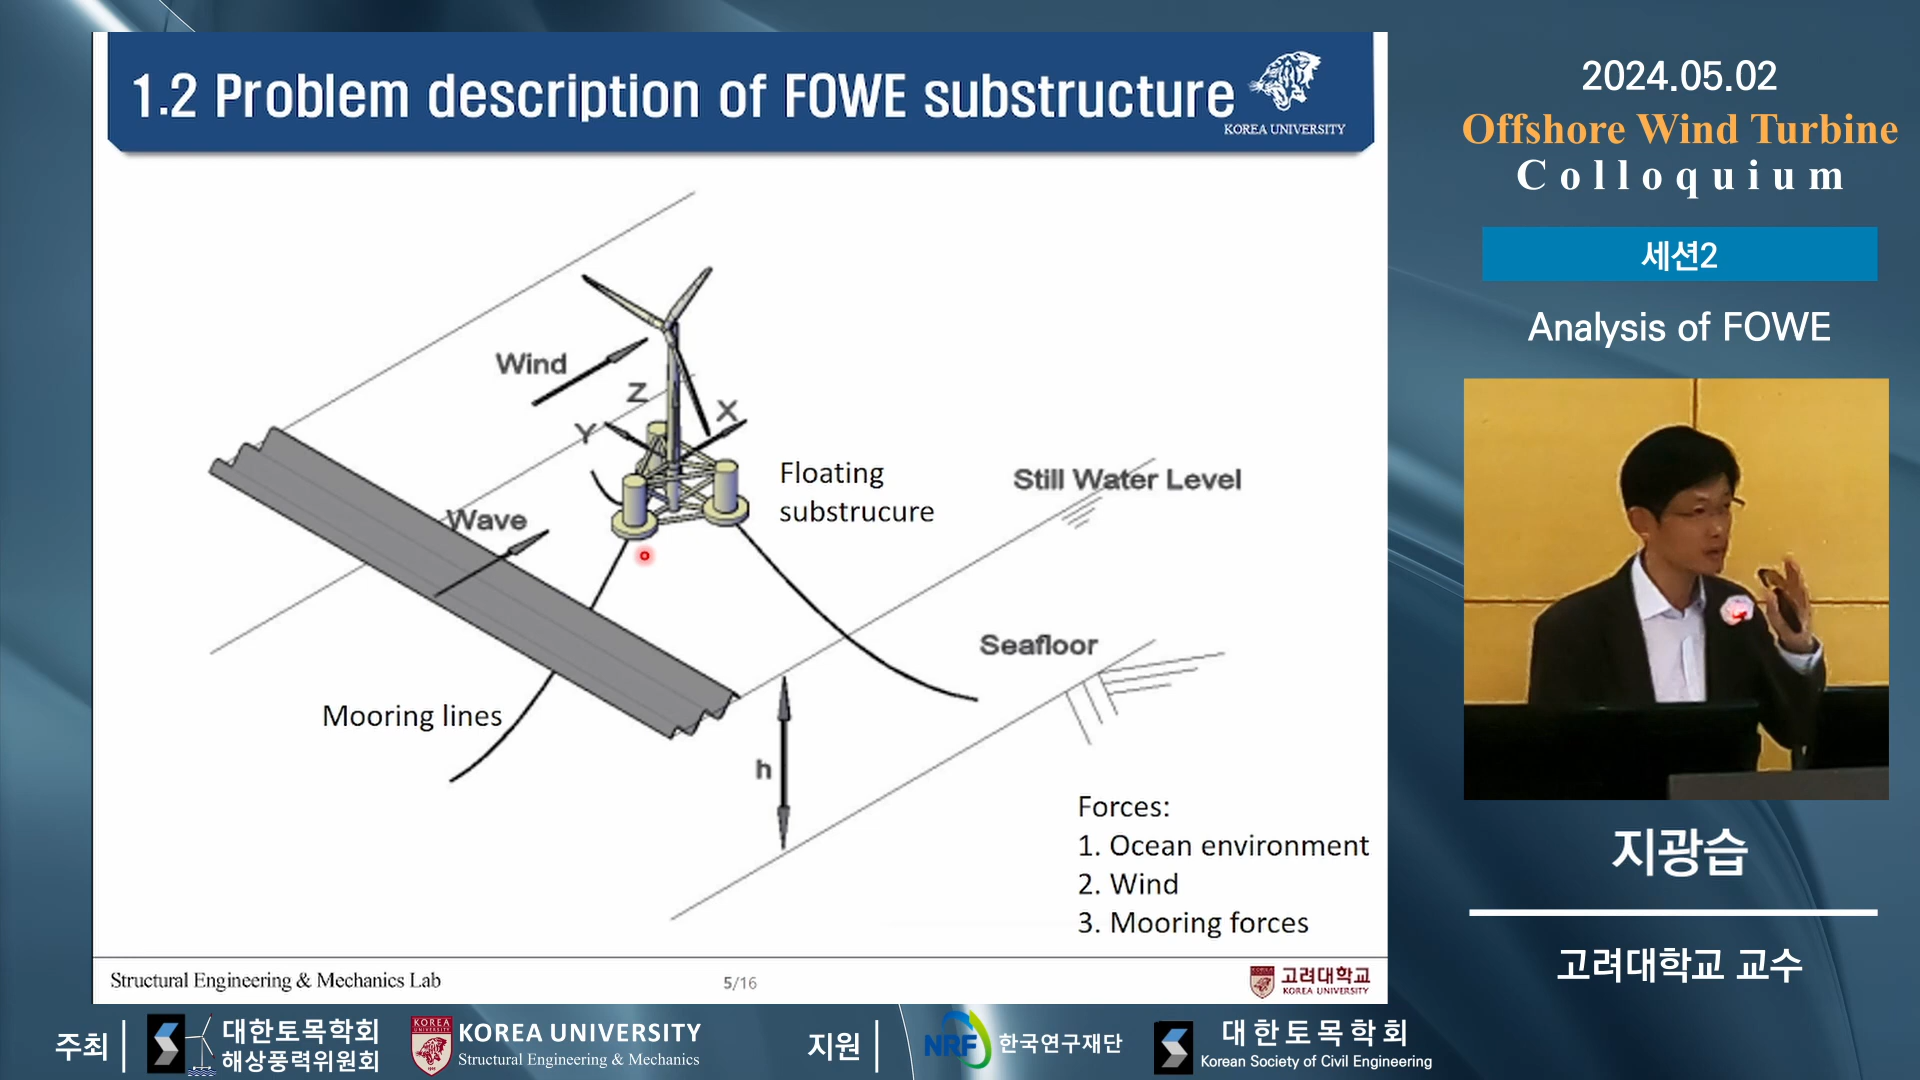 1.2 Problem description of FOWE substructure
KOREA UNIVERSITY
Wind
Z
X
Y
Floating
substrucure
Still Water Level
Wave
Seafloor
Mooring lines
h
Forces:
1. Ocean environment
2. Wind
3. Mooring forces
Structural Engineering & Mechanics Lab
5/16
고려대학교
KOREA UNIVERSITY
2024.05.02
Offshore Wind Turbine
Colloquium
세션2
Analysis of FOWE
지광습
고려대학교 교수
주최
대한토목학회
해상풍력위원회
KOREA
UNIVERSITY
KOREA UNIVERSITY
Structural Engineering & Mechanics
지원
NRF
한국연구재단
대한토목학회
Korean Society of Civil Engineering